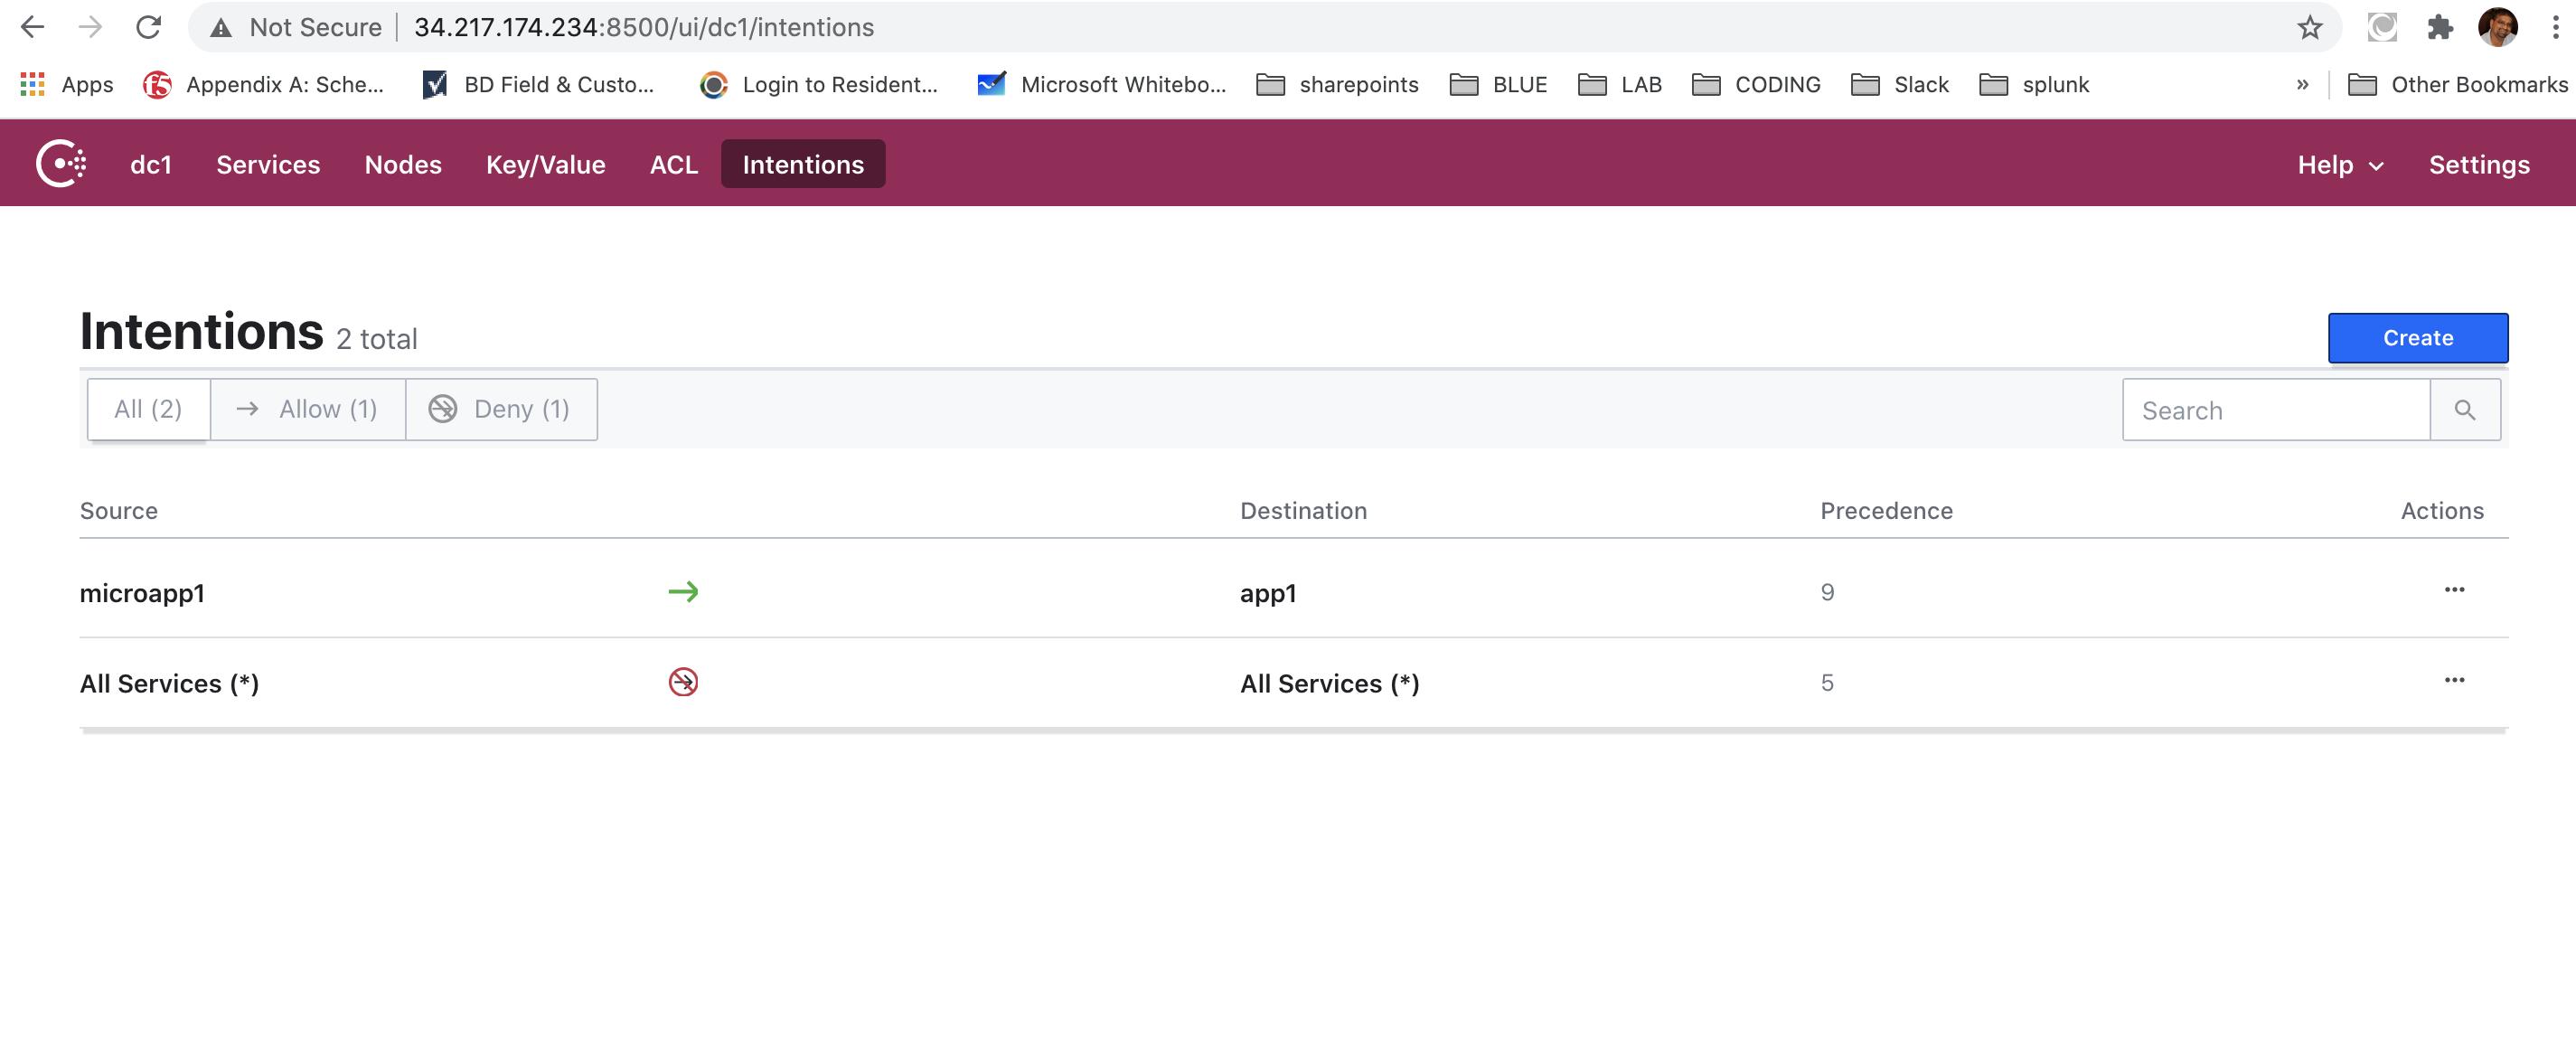 Not Secure | 34.217.174.234:8500/ui/dc1/intentions
Apps f5 Appendix A: Sche... BD Field & Custo... Login to Resident... Microsoft Whitebo... sharepoints BLUE LAB CODING Slack splunk » Other Bookmarks
dc1 Services Nodes Key/Value ACL Intentions Help Settings
Intentions 2 total Create
All (2) Allow (1) Deny (1) Search
Source Destination Precedence Actions
microapp1 app1 9 ...
All Services (*) All Services (*) 5 ...